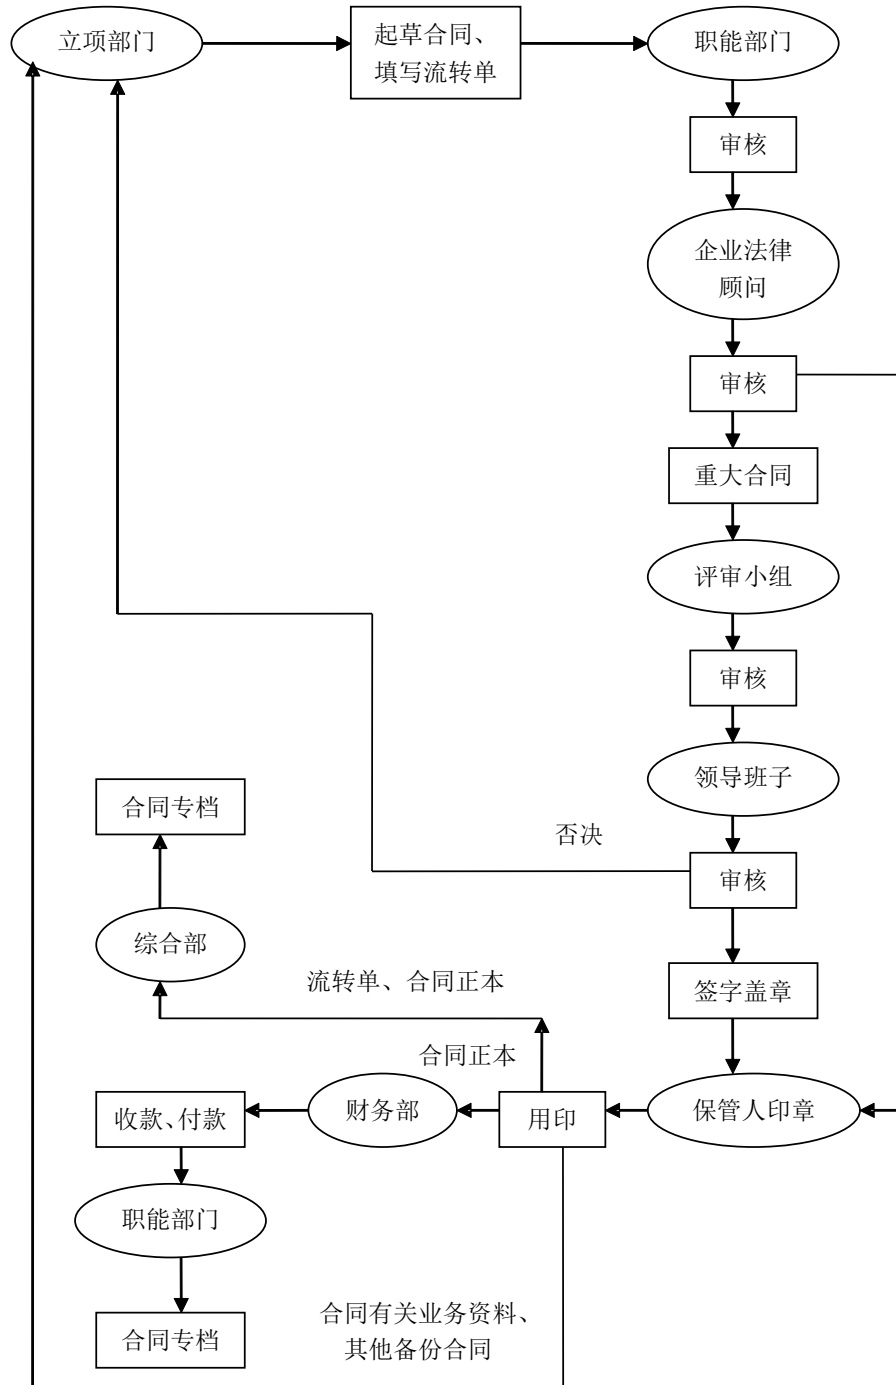 立项部门
起草合同、
填写流转单
职能部门
审核
企业法律
顾问
审核
重大合同
评审小组
审核
领导班子
合同专档
否决
审核
综合部
流转单、合同正本
签字盖章
合同正本
收款、付款
财务部
用印
保管人印章
职能部门
合同专档
合同有关业务资料、
其他备份合同